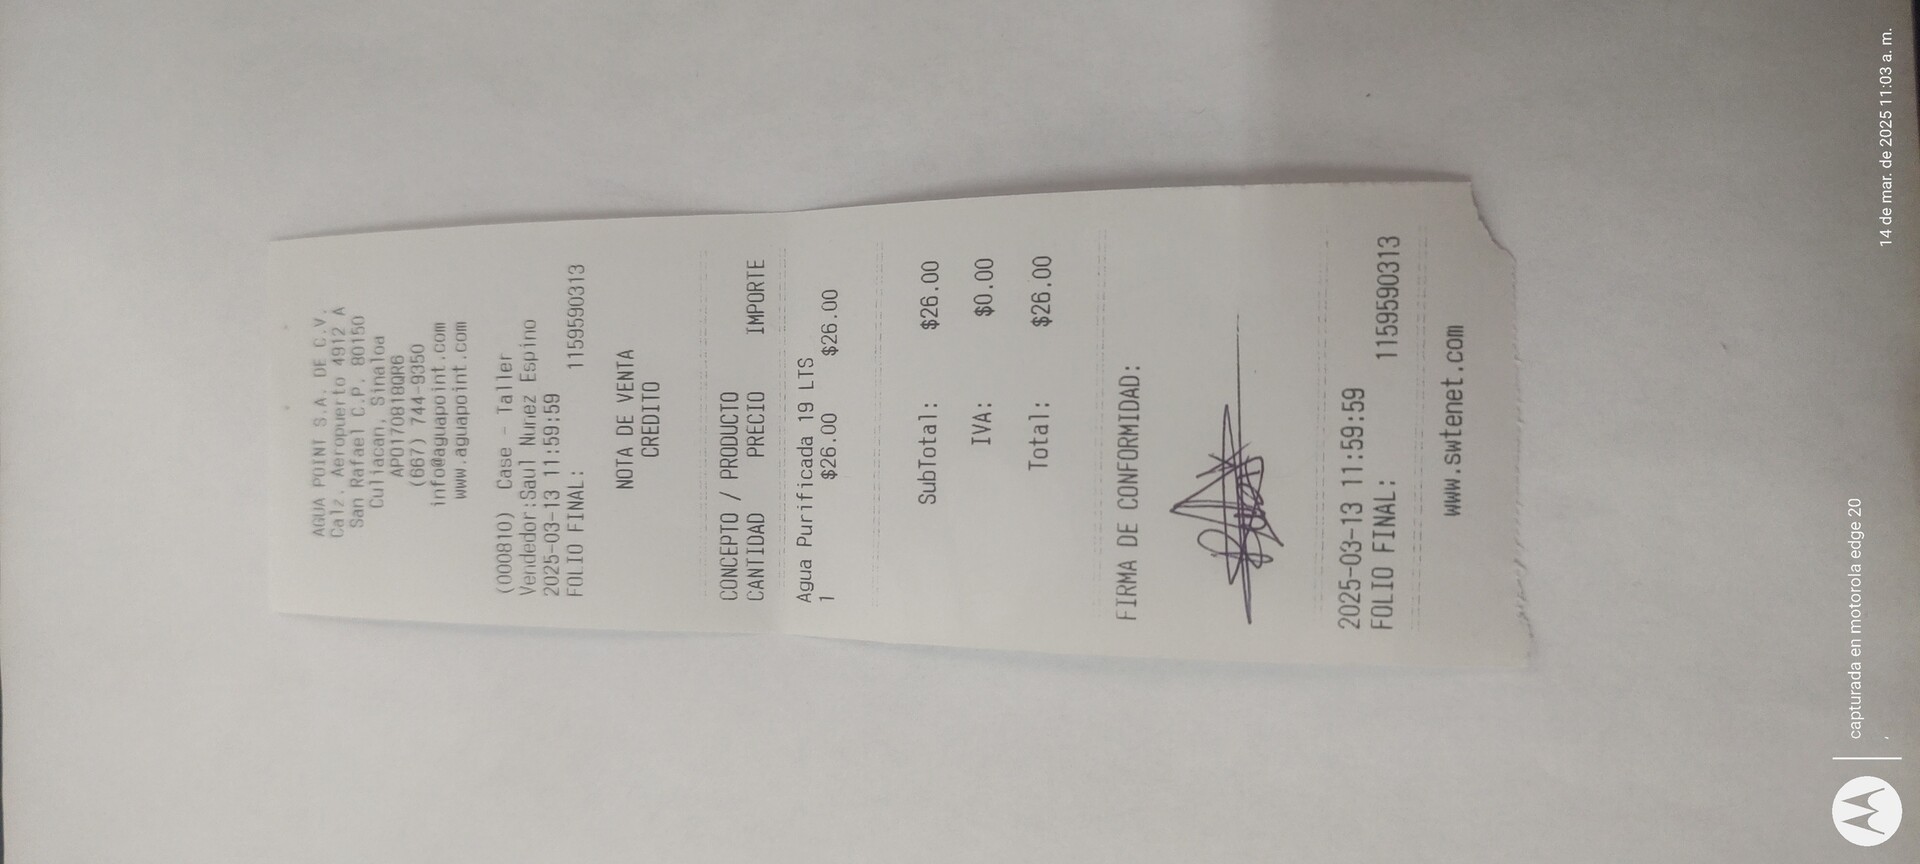 AGUA POINT S.A. DE C.V.
Calz. Aeropuerto 4912 A
San Rafael C.P. 80150
Culiacan, Sinaloa
APO170818QR6
(667) 744-9350
info@aguapoint.com
www.aguapoint.com
(000810) Case - Taller
Vendedor:Saul Nunez Espino
2025-03-13 11:59:59
FOLIO FINAL: 1159590313
NOTA DE VENTA
CREDITO
CONCEPTO / PRODUCTO
CANTIDAD PRECIO IMPORTE
Agua Purificada 19 LTS
1 $26.00 $26.00
SubTotal: $26.00
IVA: $0.00
Total: $26.00
FIRMA DE CONFORMIDAD:
2025-03-13 11:59:59
FOLIO FINAL: 1159590313
www.swtenet.com
capturada en motorola edge 20
14 de mar. de 2025 11:03 a. m.